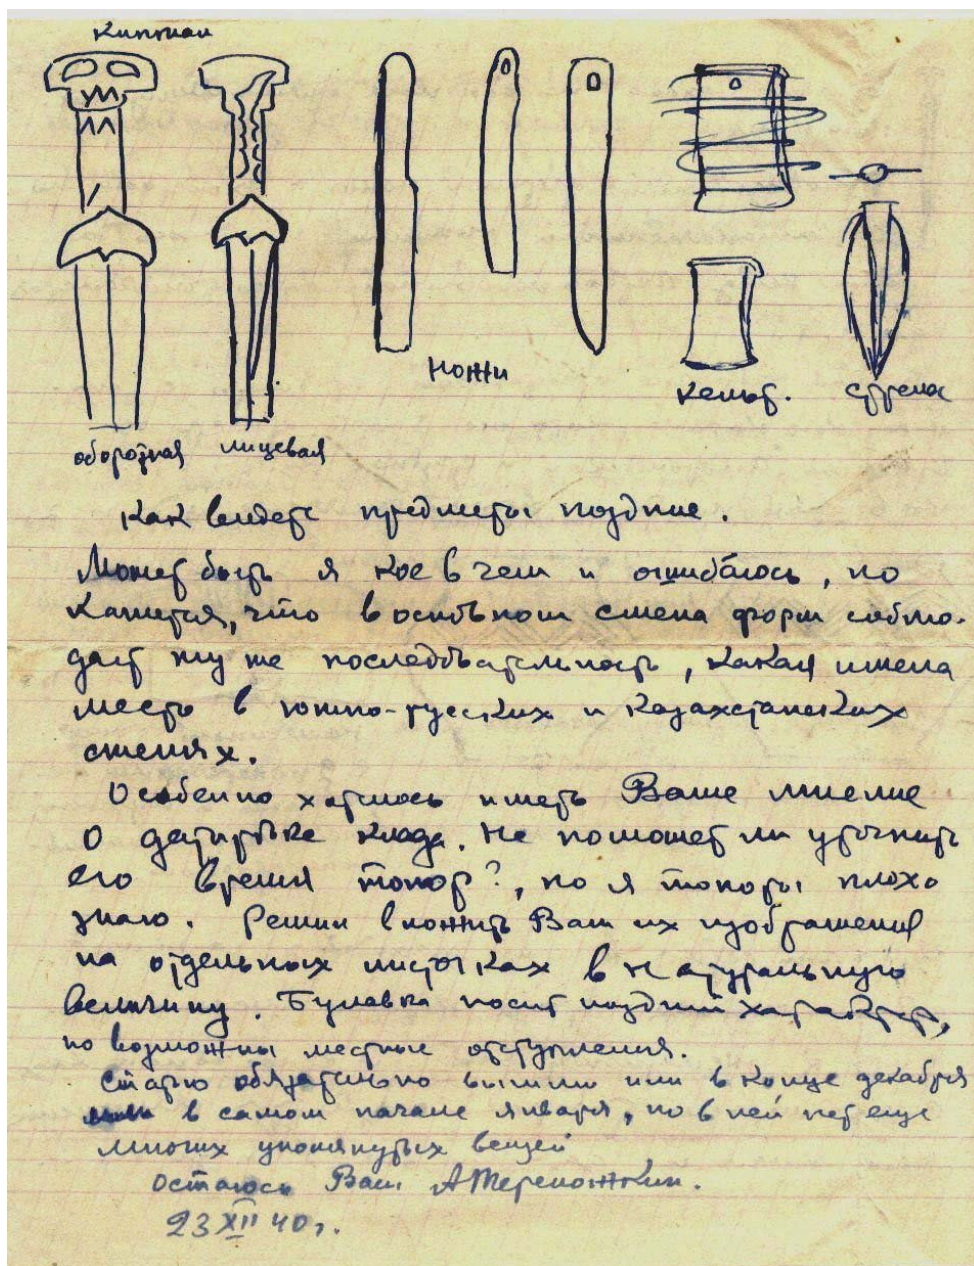 Кинжал
оборотная лицевая
ножи
кельт.
стрела
Как видете предметы поздние.
Может быть я кое в чем и ошибаюсь, но
кажется, что в основном смена форм соблю-
дает ту же последовательность, какая имела
место в южно-русских и казахстанских
степях.
Особенно хотелось иметь Ваше мнение
о датировке клада. Не поможет ли уточнить
его время топор?, но я топоры плохо
знаю. Решил вложить Вам их изображения
на отдельных листочках в натуральную
величину. Булавка носит поздний характер,
но возможны местные отступления.
Статью обязательно вышлю или в конце декабря
или в самом начале января, но в ней нет еще
многих упомянутых вещей
Остаюсь Ваш АТереножкин.
23 XII 40 г.